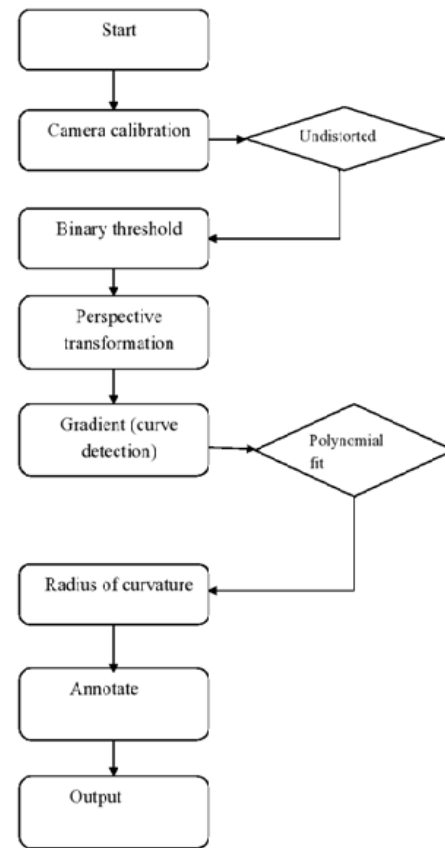 Start
Camera calibration
Undistorted
Binary threshold
Perspective
transformation
Gradient (curve
detection)
Polynomial
fit
Radius of curvature
Annotate
Output